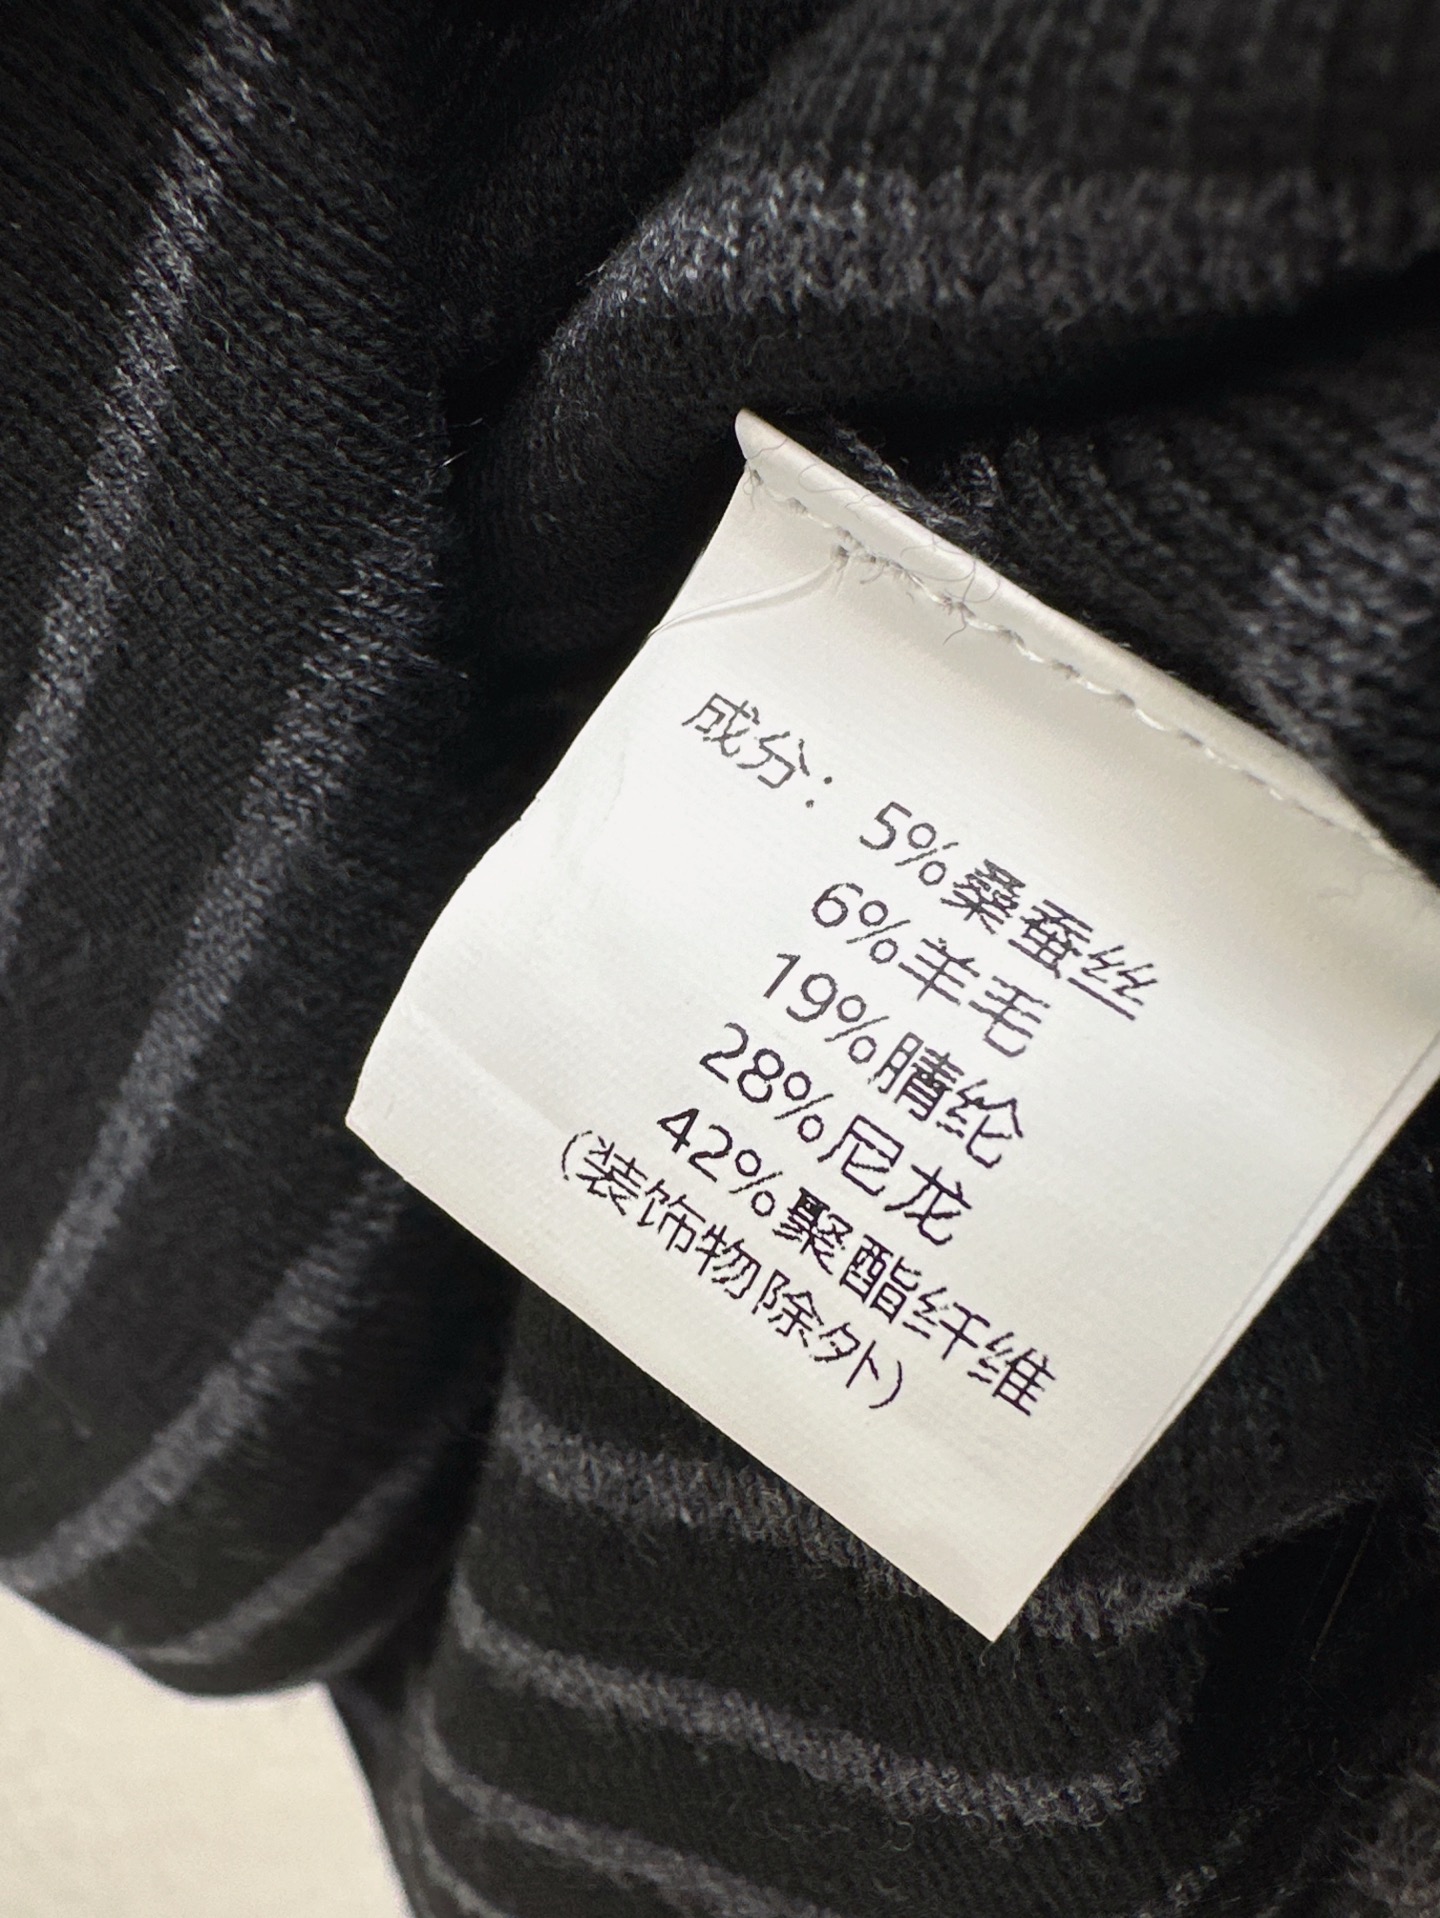 成分：5%桑蚕丝
6%羊毛
19%腈纶
28%尼龙
42%聚酯纤维
（装饰物除外）